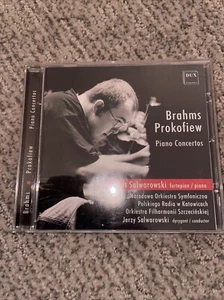 DUX
Brahms
Prokofiew
Piano Concertos
Salwarowski fortepian / piano
Narodowa Orkiestra Symfoniczna
Polskiego Radia w Katowicach
Orkiestra Filharmonii Szczecińskiej
Jerzy Salwarowski dyrygent / conductor
Brahms Prokofiew Piano Concertos